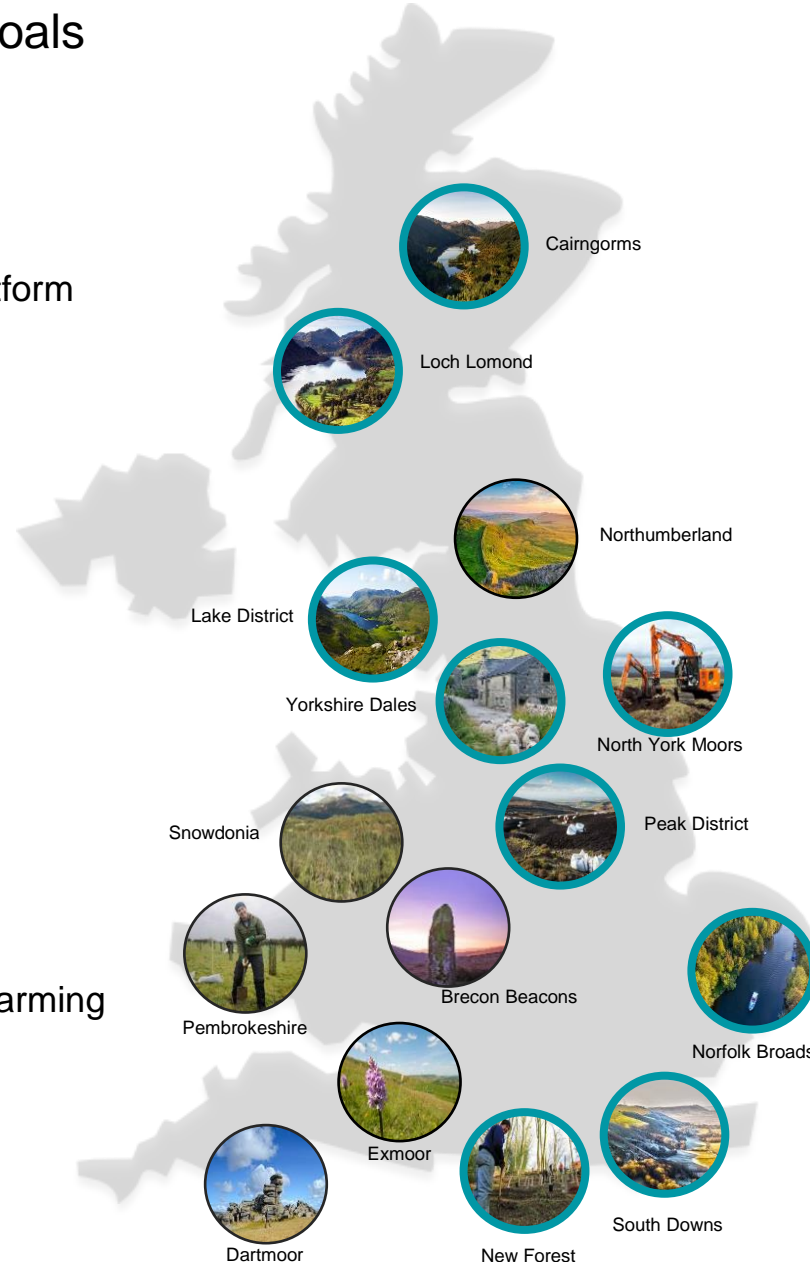 oals
Cairngorms
tform
Loch Lomond
Northumberland
Lake District
Yorkshire Dales
North York Moors
Peak District
Snowdonia
Brecon Beacons
arming
Pembrokeshire
Norfolk Broads
Exmoor
South Downs
Dartmoor
New Forest